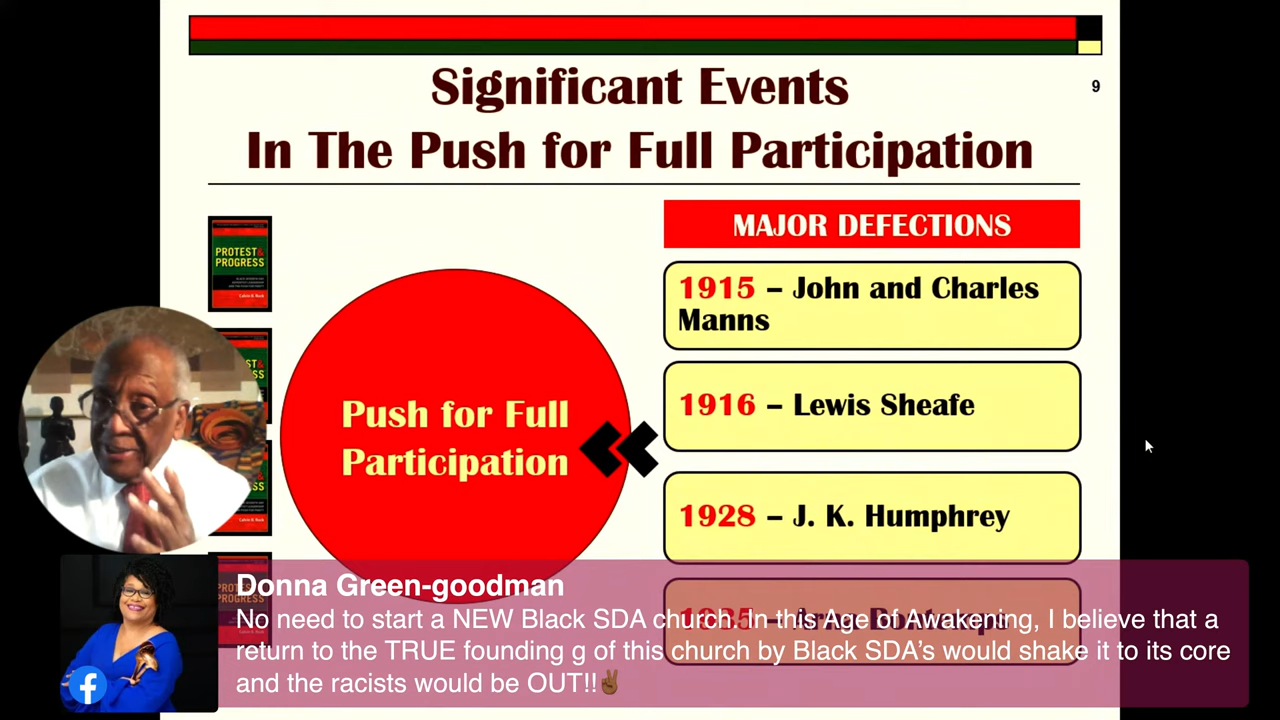 Significant Events
In The Push for Full Participation
9
PROTEST&
PROGRESS
Calvin B. Rock
MAJOR DEFECTIONS
1915 – John and Charles
Manns
1916 – Lewis Sheafe
1928 – J. K. Humphrey
Push for Full
Participation
Donna Green-goodman
No need to start a NEW Black SDA church. In this Age of Awakening, I believe that a
return to the TRUE founding g of this church by Black SDA’s would shake it to its core
and the racists would be OUT!!✌🏾